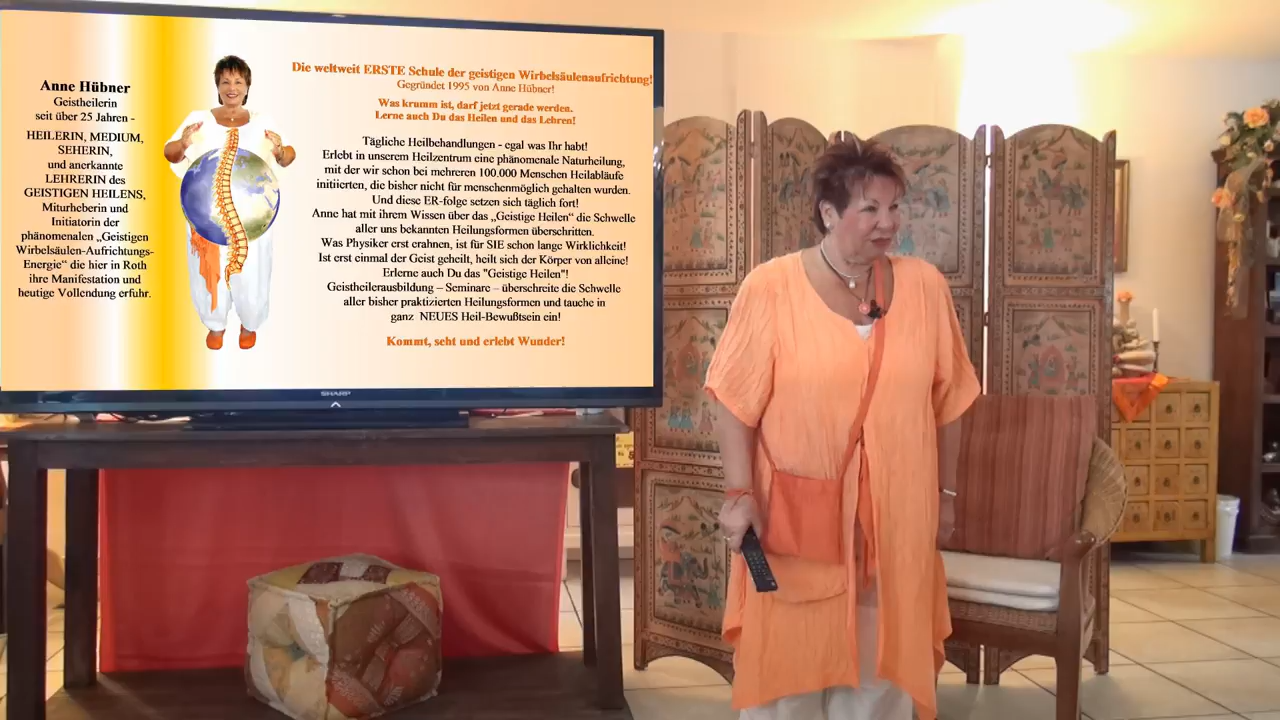 Anne Hübner
Geistheilerin
seit über 25 Jahren -
HEILERIN, MEDIUM,
SEHERIN,
und anerkannte
LEHRERIN des
GEISTIGEN HEILENS,
Miturheberin und
Initiatorin der
phänomenalen „Geistigen
Wirbelsäulen-Aufrichtungs-
Energie“ die hier in Roth
ihre Manifestation und
heutige Vollendung erfuhr.
Die weltweit ERSTE Schule der geistigen Wirbelsäulenaufrichtung!
Gegründet 1995 von Anne Hübner!
Was krumm ist, darf jetzt gerade werden.
Lerne auch Du das Heilen und das Lehren!
Tägliche Heilbehandlungen - egal was Ihr habt!
Erlebt in unserem Heilzentrum eine phänomenale Naturheilung,
mit der wir schon bei mehreren 100.000 Menschen Heilabläufe
initiierten, die bisher nicht für menschenmöglich gehalten wurden.
Und diese ER-folge setzen sich täglich fort!
Anne hat mit ihrem Wissen über das „Geistige Heilen“ die Schwelle
aller uns bekannten Heilungsformen überschritten.
Was Physiker erst erahnen, ist für SIE schon lange Wirklichkeit!
Ist erst einmal der Geist geheilt, heilt sich der Körper von alleine!
Erlerne auch Du das "Geistige Heilen"!
Geistheilerausbildung – Seminare – überschreite die Schwelle
aller bisher praktizierten Heilungsformen und tauche in
ganz NEUES Heil-Bewußtsein ein!
Kommt, seht und erlebt Wunder!
SHARP